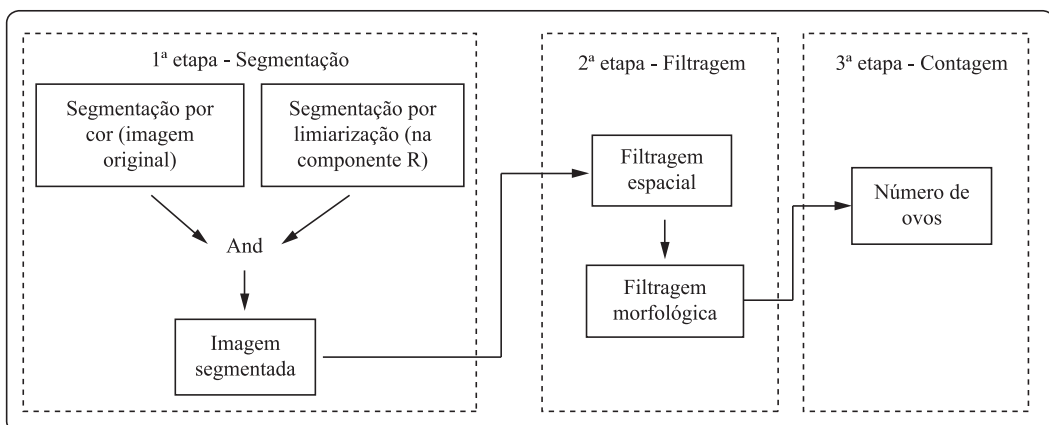 1ª etapa - Segmentação
Segmentação por
cor (imagem
original)
Segmentação por
limiarização (na
componente R)
And
Imagem
segmentada
2ª etapa - Filtragem
Filtragem
espacial
Filtragem
morfológica
3ª etapa - Contagem
Número de
ovos